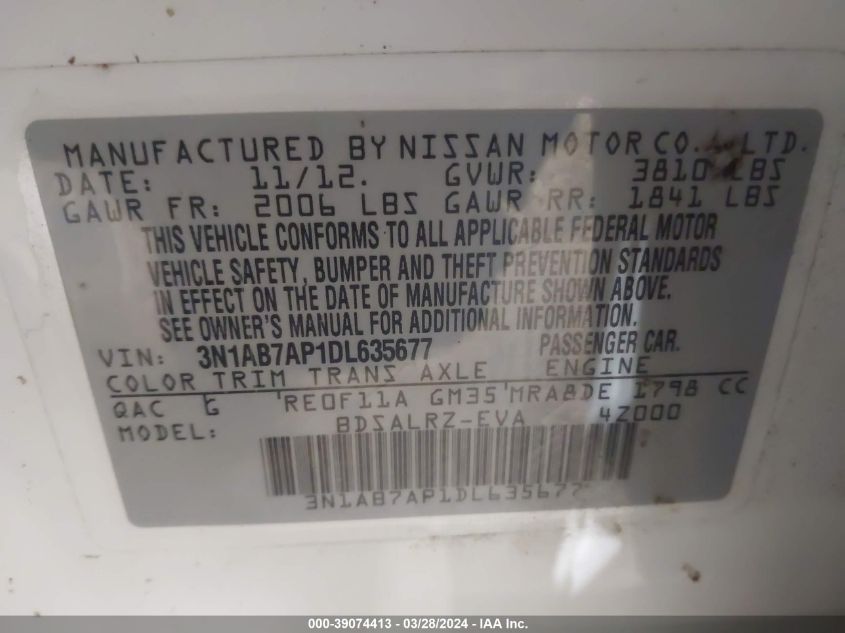 MANUFACTURED BY NISSAN MOTOR CO., LTD.
DATE: 11/12. GVWR: 3810 LBS
GAWR FR: 2006 LBS GAWR RR: 1841 LBS
THIS VEHICLE CONFORMS TO ALL APPLICABLE FEDERAL MOTOR
VEHICLE SAFETY, BUMPER AND THEFT PREVENTION STANDARDS
IN EFFECT ON THE DATE OF MANUFACTURE SHOWN ABOVE.
SEE OWNER'S MANUAL FOR ADDITIONAL INFORMATION.
VIN: 3N1AB7AP1DL635677 PASSENGER CAR.
COLOR TRIM TRANS AXLE ENGINE
QAC G 'RE0F11A GM35'MRA8DE 1798 CC
MODEL: BDSALRZ-EVA 4Z000
3N1AB7AP1DL635677
000-39074413 - 03/28/2024 - IAA Inc.